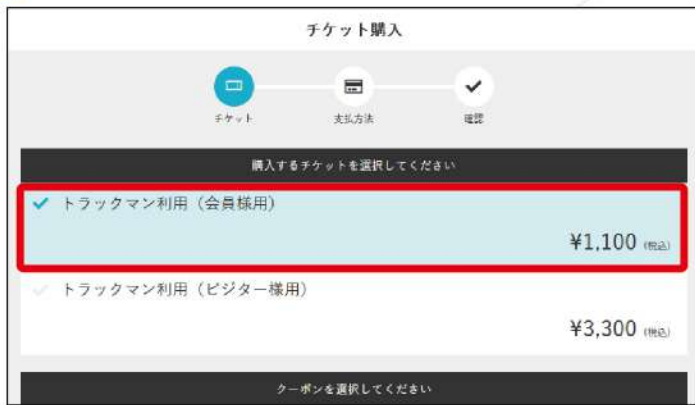 チケット購入
チケット
支払方法
確認
購入するチケットを選択してください
トラックマン利用（会員様用）
¥1,100 (税込)
トラックマン利用（ビジター様用）
¥3,300 (税込)
クーポンを選択してください